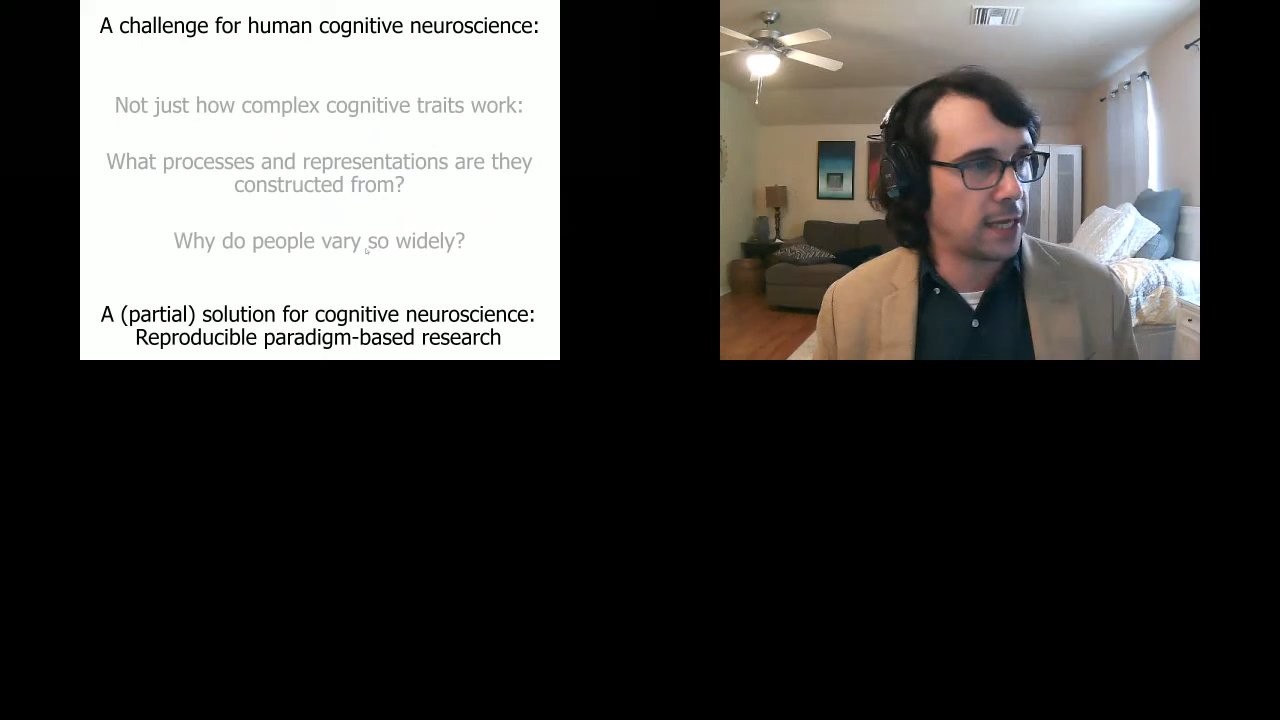 A challenge for human cognitive neuroscience:
Not just how complex cognitive traits work:
What processes and representations are they
constructed from?
Why do people vary so widely?
A (partial) solution for cognitive neuroscience:
Reproducible paradigm-based research